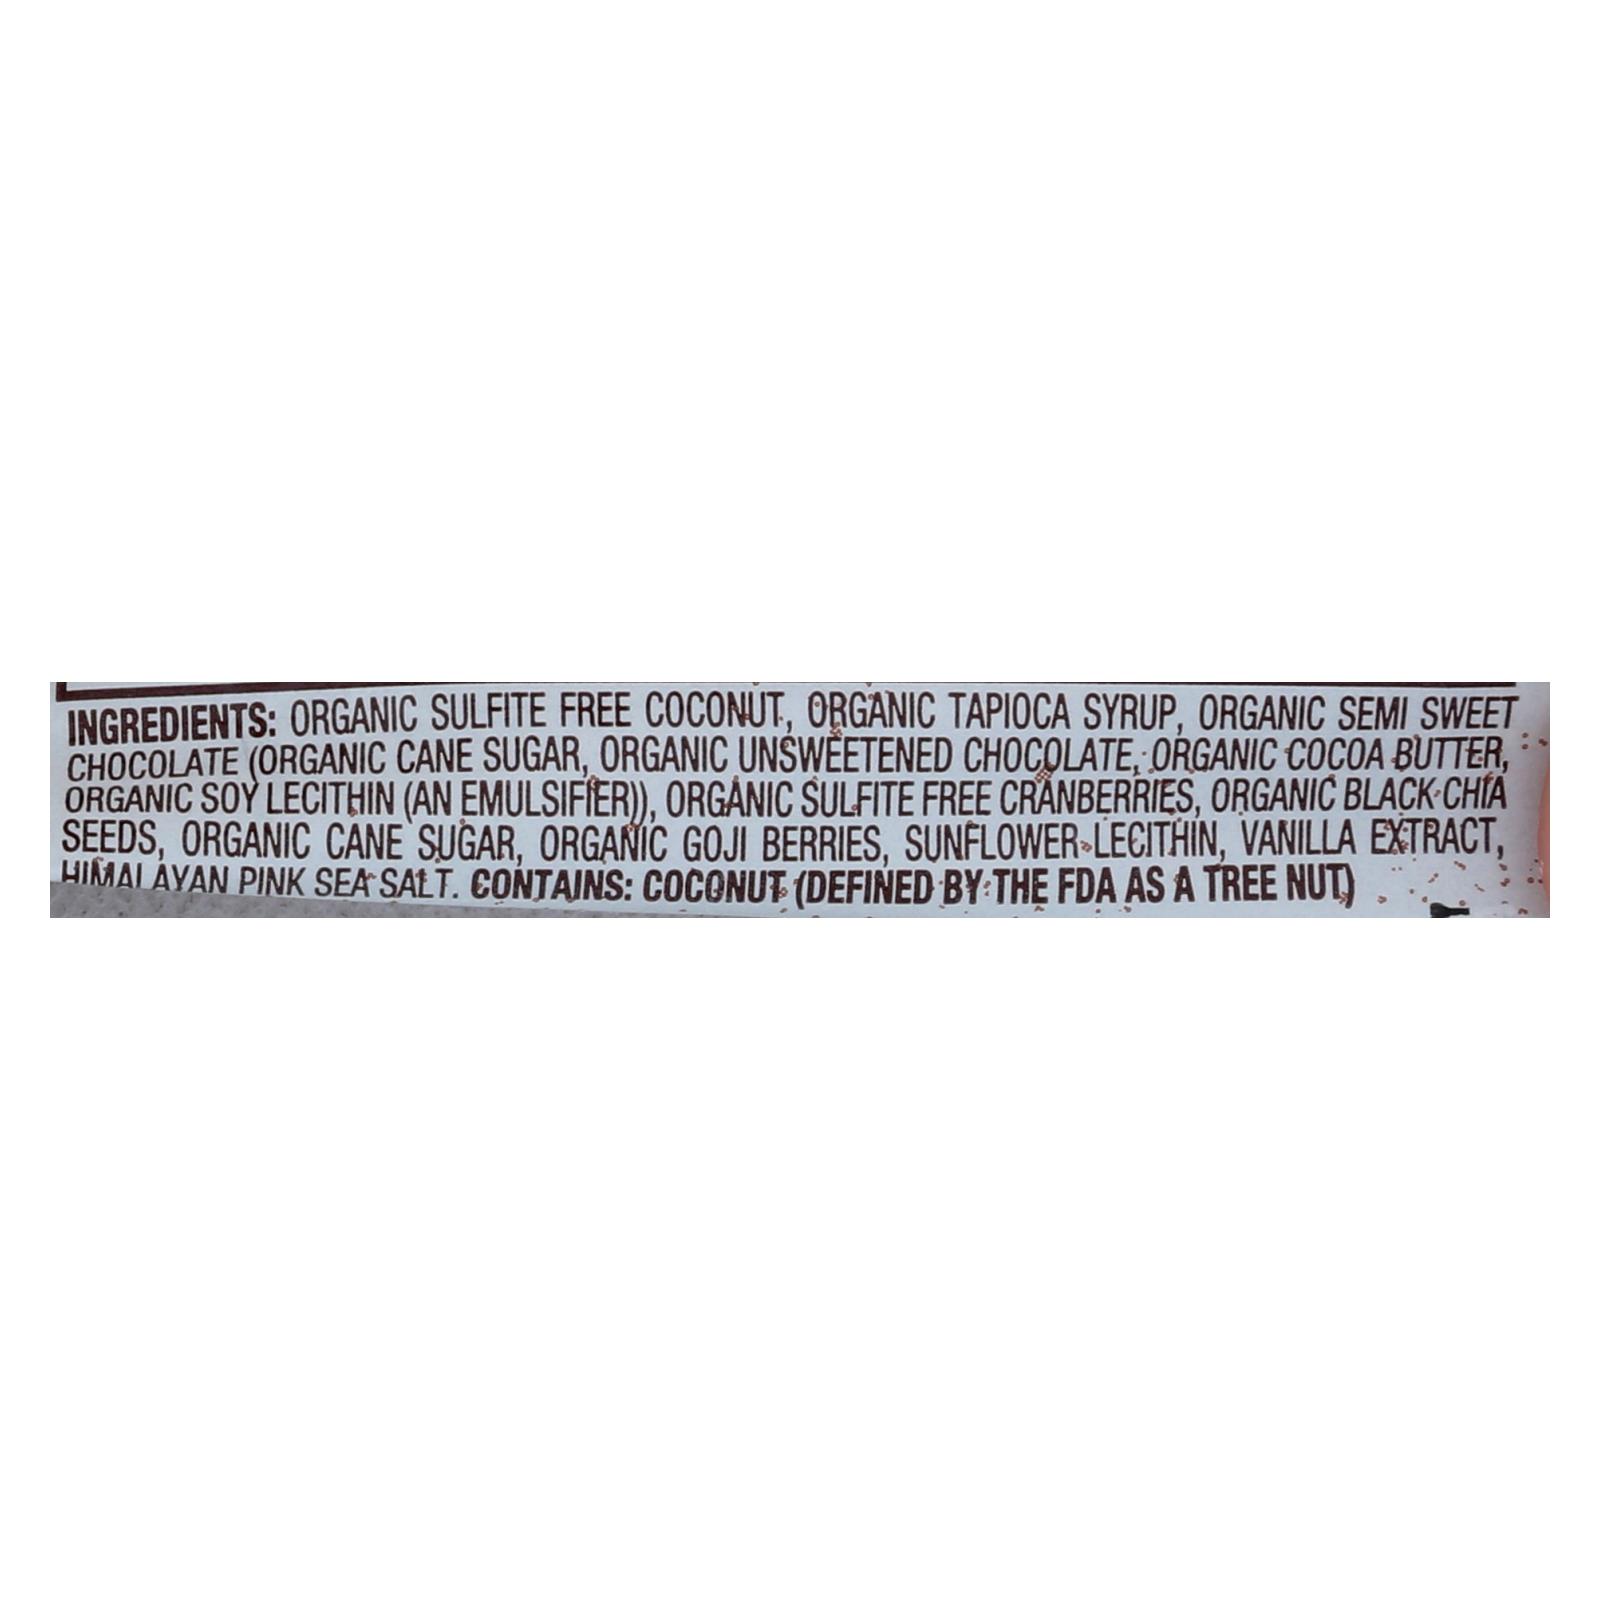 INGREDIENTS: ORGANIC SULFITE FREE COCONUT, ORGANIC TAPIOCA SYRUP, ORGANIC SEMI SWEET
CHOCOLATE (ORGANIC CANE SUGAR, ORGANIC UNSWEETENED CHOCOLATE, ORGANIC COCOA BUTTER,
ORGANIC SOY LECITHIN (AN EMULSIFIER)), ORGANIC SULFITE FREE CRANBERRIES, ORGANIC BLACK CHIA
SEEDS, ORGANIC CANE SUGAR, ORGANIC GOJI BERRIES, SUNFLOWER LECITHIN, VANILLA EXTRACT,
HIMALAYAN PINK SEA SALT. CONTAINS: COCONUT (DEFINED BY THE FDA AS A TREE NUT)